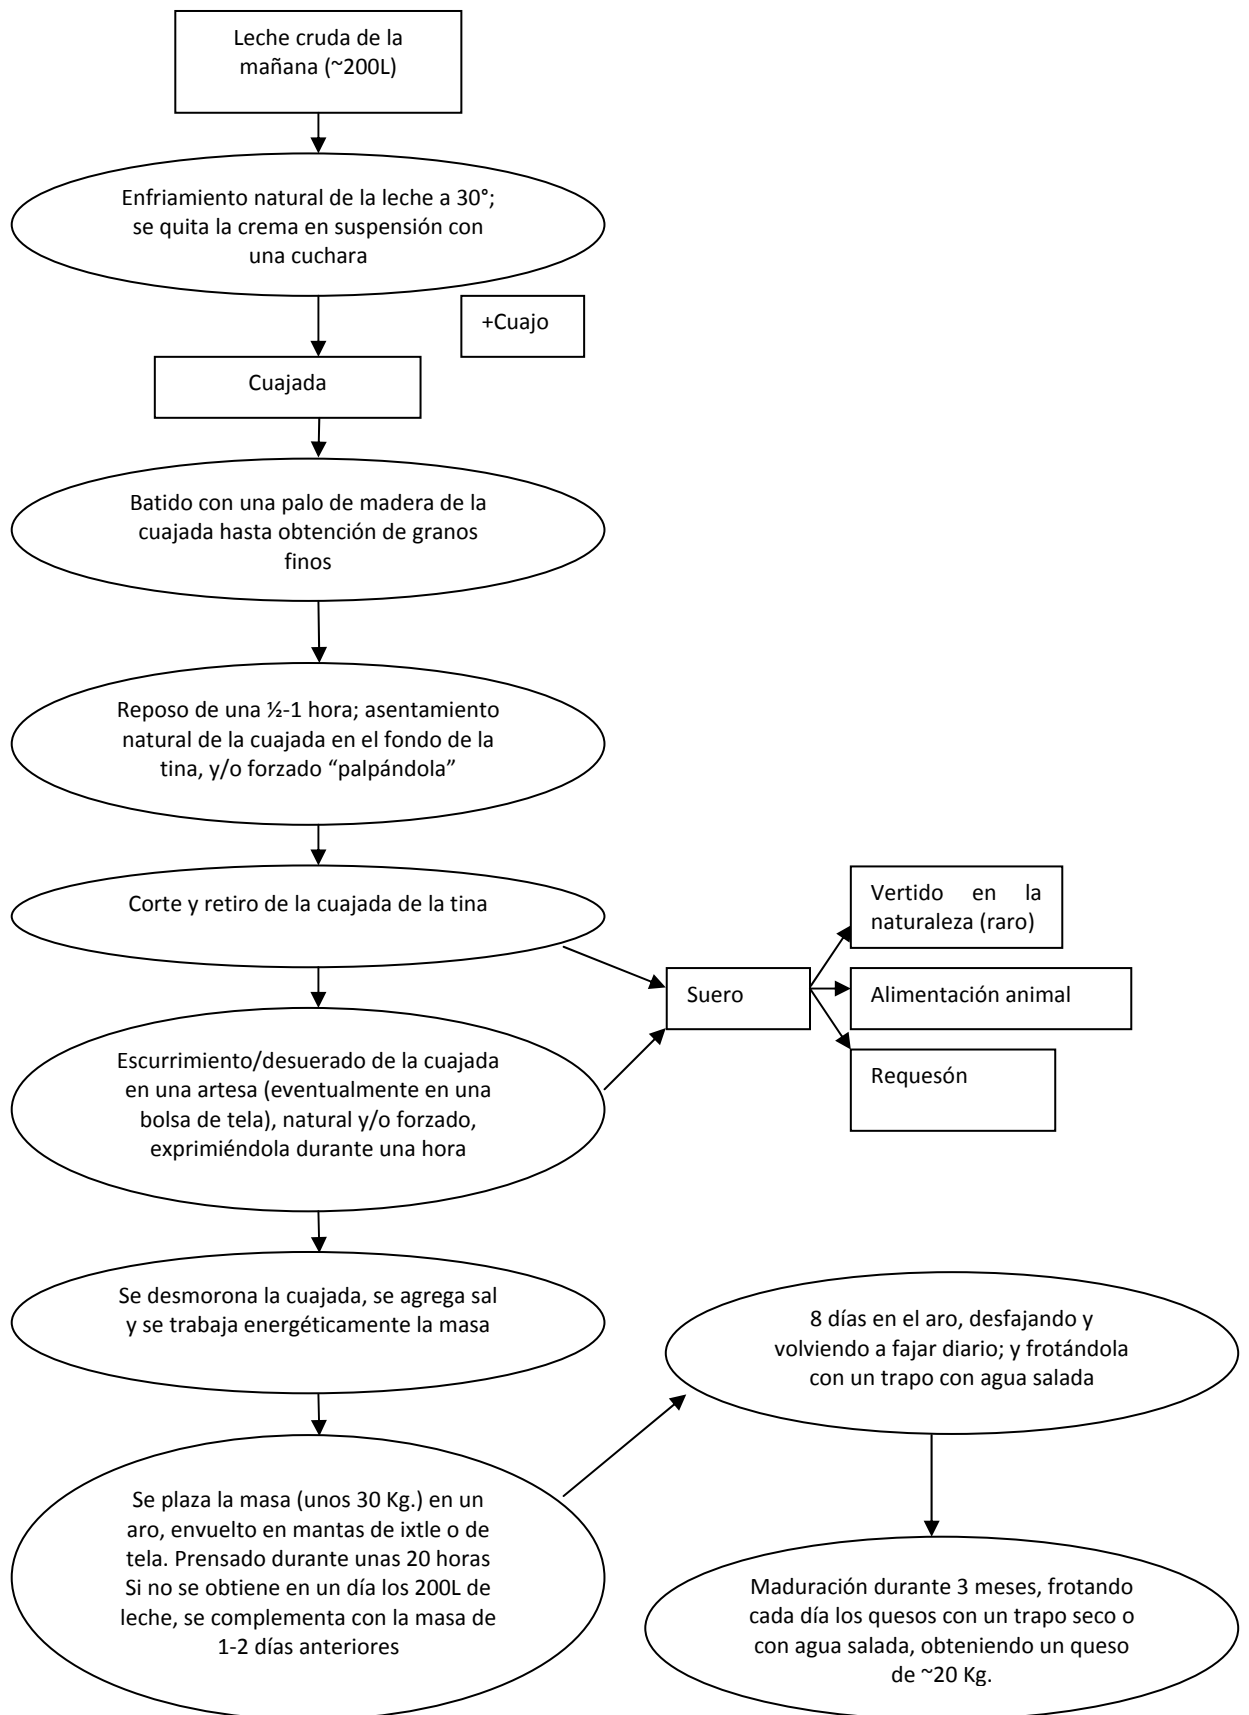 Leche cruda de la
mañana (~200L)
Enfriamiento natural de la leche a 30°;
se quita la crema en suspensión con
una cuchara
+Cuajo
Cuajada
Batido con una palo de madera de la
cuajada hasta obtención de granos
finos
Reposo de una ½-1 hora; asentamiento
natural de la cuajada en el fondo de la
tina, y/o forzado “palpándola”
Corte y retiro de la cuajada de la tina
Vertido en la
naturaleza (raro)
Suero
Alimentación animal
Requesón
Escurrimiento/desuerado de la cuajada
en una artesa (eventualmente en una
bolsa de tela), natural y/o forzado,
exprimiéndola durante una hora
Se desmorona la cuajada, se agrega sal
y se trabaja energéticamente la masa
8 días en el aro, desfajando y
volviendo a fajar diario; y frotándola
con un trapo con agua salada
Se plaza la masa (unos 30 Kg.) en un
aro, envuelto en mantas de ixtle o de
tela. Prensado durante unas 20 horas
Si no se obtiene en un día los 200L de
leche, se complementa con la masa de
1-2 días anteriores
Maduración durante 3 meses, frotando
cada día los quesos con un trapo seco o
con agua salada, obteniendo un queso
de ~20 Kg.